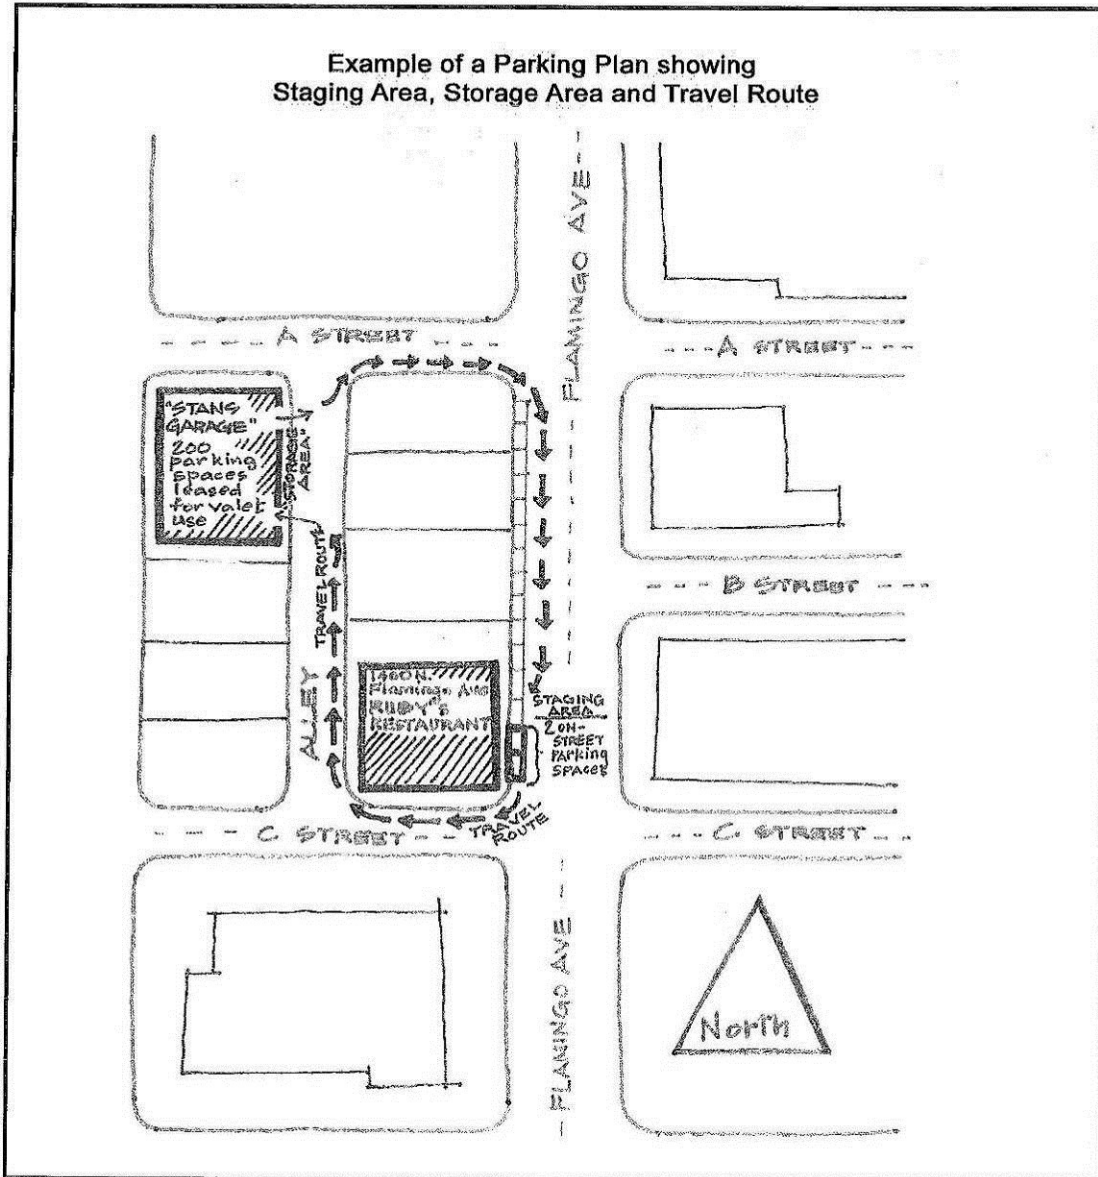 Example of a Parking Plan showing
Staging Area, Storage Area and Travel Route
FLAMINGO AVE
A STREET
A STREET
"STANS
GARAGE"
200
parking
spaces
leased
for valet
use
"STORAGE
AREA"
TRAVEL ROUTE
ALLEY
B STREET
1400 N.
Flamingo Ave
RUBY'S
RESTAURANT
STAGING
AREA
2 ON-
STREET
PARKING
SPACES
TRAVEL
ROUTE
C STREET
C. STREET
FLAMINGO AVE
North